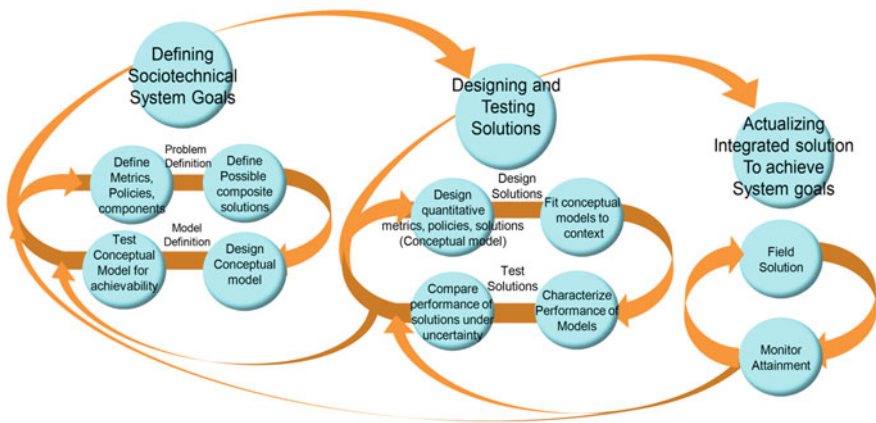 Defining
Sociotechnical
System Goals
Problem
Definition
Define
Metrics,
Policies,
components
Define
Possible
composite
solutions
Model
Definition
Test
Conceptual
Model for
achievability
Design
Conceptual
model
Designing and
Testing
Solutions
Design
Solutions
Design
quantitative
metrics, policies, solutions
(Conceptual model)
Fit conceptual
models to
context
Test
Solutions
Compare
performance of
solutions under
uncertainty
Characterize
Performance of
Models
Actualizing
Integrated solution
To achieve
System goals
Field
Solution
Monitor
Attainment